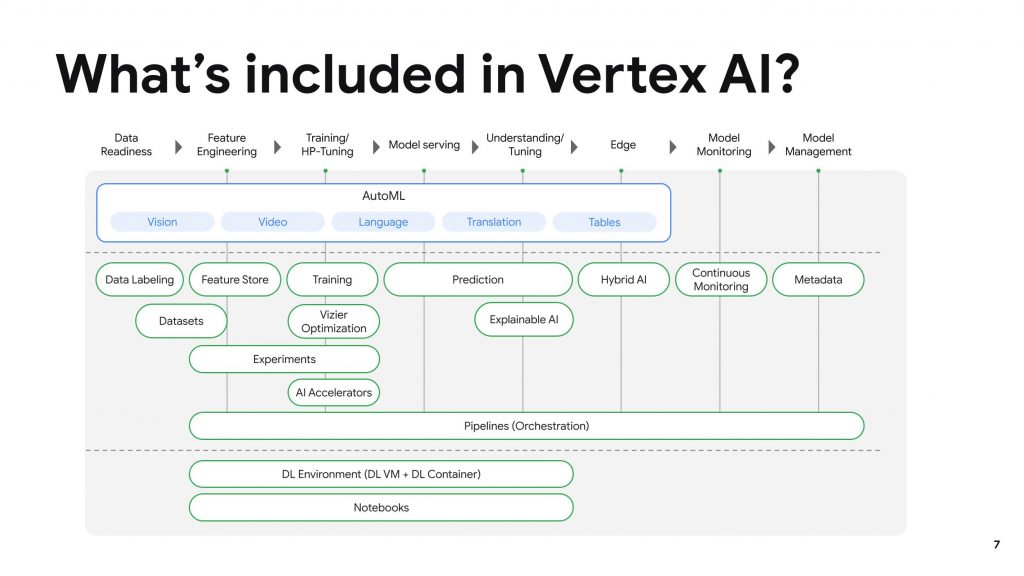 What's included in Vertex AI?
Data
Readiness
Feature
Engineering
Training/
HP-Tuning
Model serving
Understanding/
Tuning
Edge
Model
Monitoring
Model
Management
AutoML
Vision
Video
Language
Translation
Tables
Data Labeling
Feature Store
Training
Prediction
Hybrid AI
Continuous
Monitoring
Metadata
Datasets
Vizier
Optimization
Explainable AI
Experiments
AI Accelerators
Pipelines (Orchestration)
DL Environment (DL VM + DL Container)
Notebooks
7